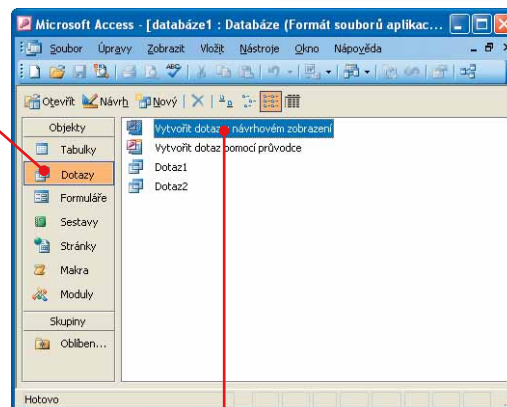 Microsoft Access - [databáze1 : Databáze (Formát souborů aplikac...
Soubor Úpravy Zobrazit Vložit Nástroje Okno Nápověda
Otevřít Návrh Nový
Objekty
Tabulky
Dotazy
Formuláře
Sestavy
Stránky
Makra
Moduly
Skupiny
Oblíben...
Vytvořit dotaz návrhovém zobrazení
Vytvořit dotaz pomocí průvodce
Dotaz1
Dotaz2
Hotovo